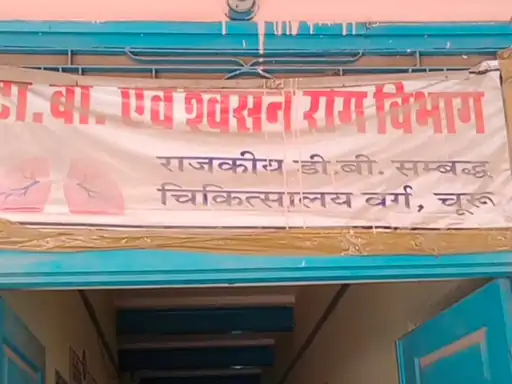 टी.बी. एवं श्वसन रोग विभाग
राजकीय डी.बी. सम्बद्ध
चिकित्सालय वर्ग, चूरू